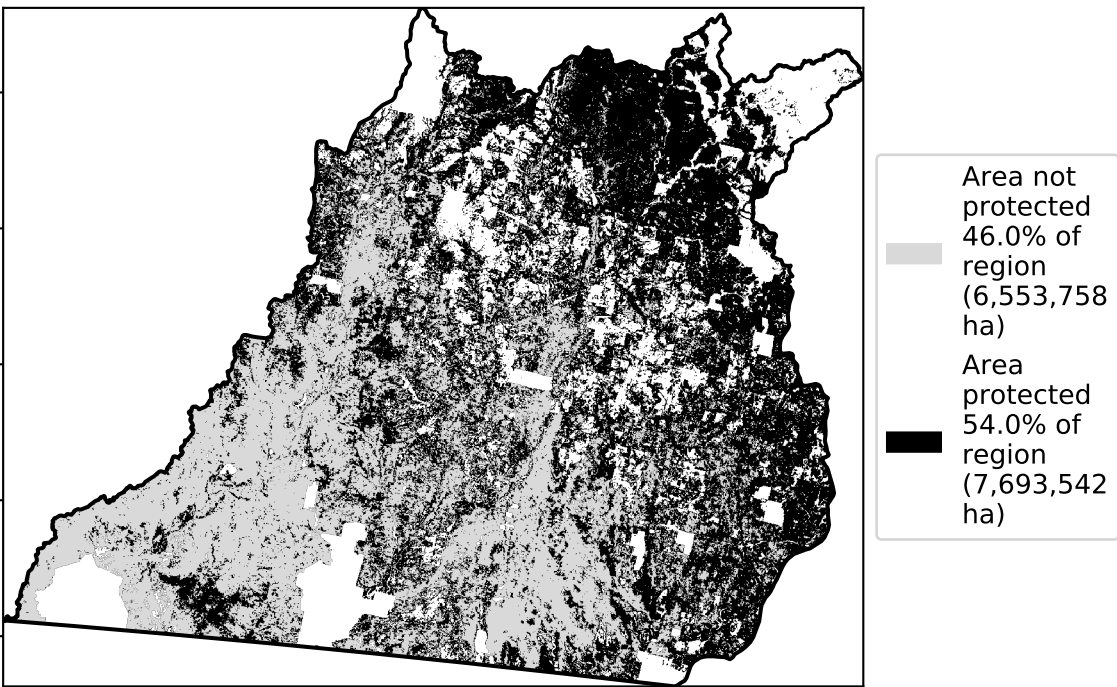 Area not
protected
46.0% of
region
(6,553,758
ha)
Area
protected
54.0% of
region
(7,693,542
ha)